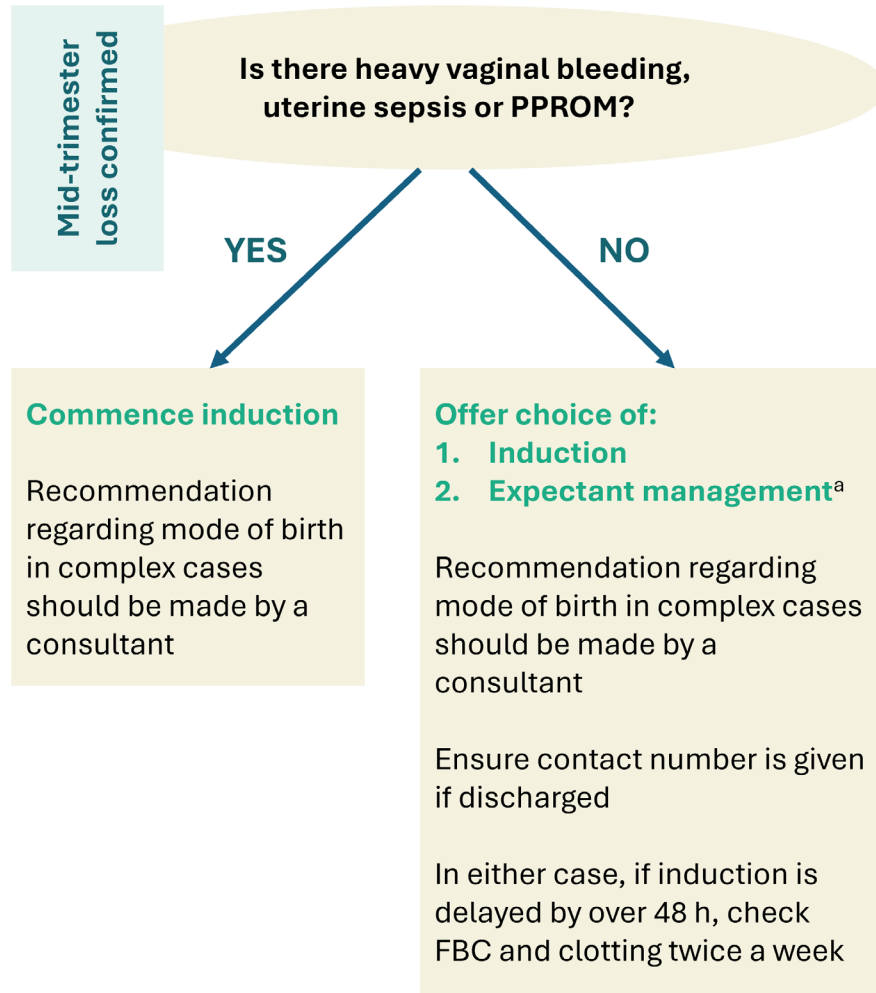 Mid-trimester
loss confirmed
Is there heavy vaginal bleeding,
uterine sepsis or PPROM?
YES
NO
Commence induction
Recommendation
regarding mode of birth
in complex cases
should be made by a
consultant
Offer choice of:
1. Induction
2. Expectant managementᵃ
Recommendation regarding
mode of birth in complex cases
should be made by a
consultant
Ensure contact number is given
if discharged
In either case, if induction is
delayed by over 48 h, check
FBC and clotting twice a week